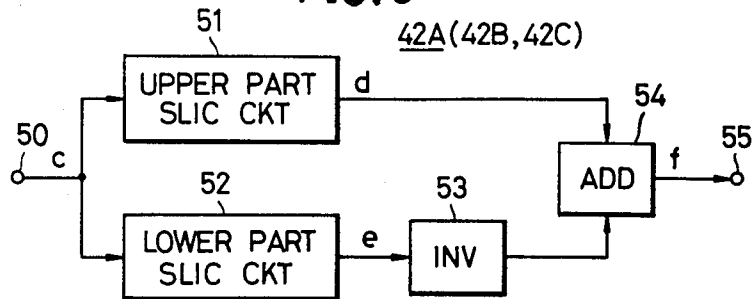 51
42A(42B,42C)
UPPER PART
SLIC CKT
d
54
50
c
55
ADD
f
52
53
LOWER PART
SLIC CKT
e
INV